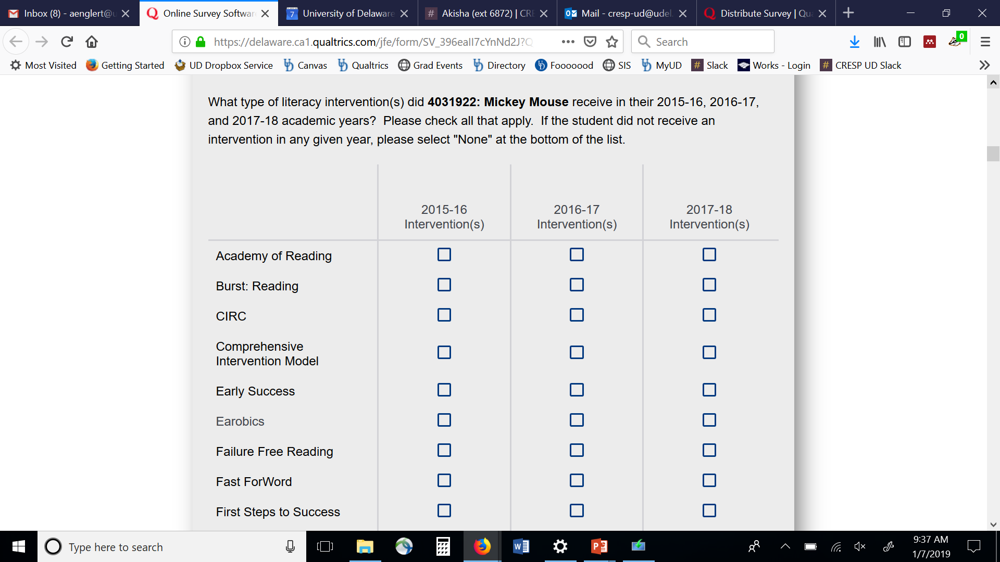 Inbox (8) - aenglert@u
Online Survey Softwar
University of Delaware
Akisha (ext 6872) | CRE
Mail - cresp-ud@udel.
Distribute Survey | Qua
https://delaware.ca1.qualtrics.com/jfe/form/SV_396eaII7cYnNd2J?Q
Search
0
Most Visited
Getting Started
UD Dropbox Service
Canvas
Qualtrics
Grad Events
Directory
Fooooood
SIS
MyUD
Slack
Works - Login
CRESP UD Slack
What type of literacy intervention(s) did 4031922: Mickey Mouse receive in their 2015-16, 2016-17,
and 2017-18 academic years?  Please check all that apply.  If the student did not receive an
intervention in any given year, please select "None" at the bottom of the list.
2015-16
Intervention(s)
2016-17
Intervention(s)
2017-18
Intervention(s)
Academy of Reading
Burst: Reading
CIRC
Comprehensive
Intervention Model
Early Success
Earobics
Failure Free Reading
Fast ForWord
First Steps to Success
Type here to search
9:37 AM
1/7/2019